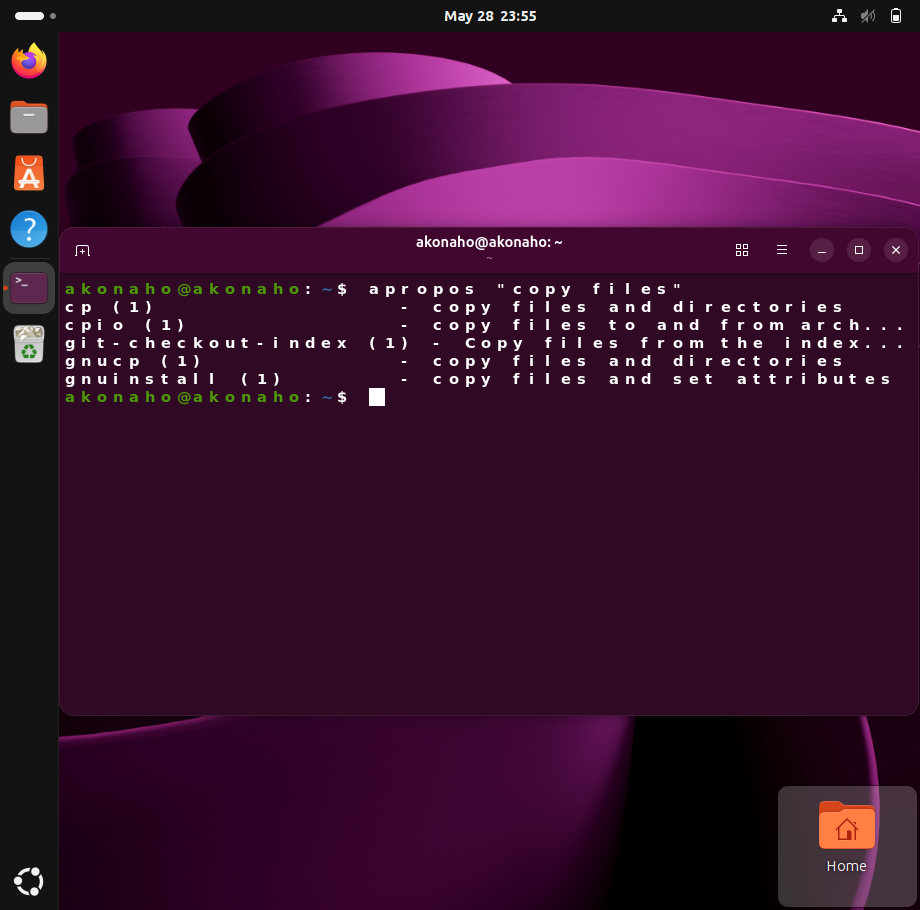 May 28 23:55
akonaho@akonaho: ~
~
akonaho@akonaho:~$ apropos "copy files"
cp (1)               - copy files and directories
cpio (1)             - copy files to and from arch...
git-checkout-index (1) - Copy files from the index...
gnucp (1)            - copy files and directories
gnuinstall (1)       - copy files and set attributes
akonaho@akonaho:~$
Home